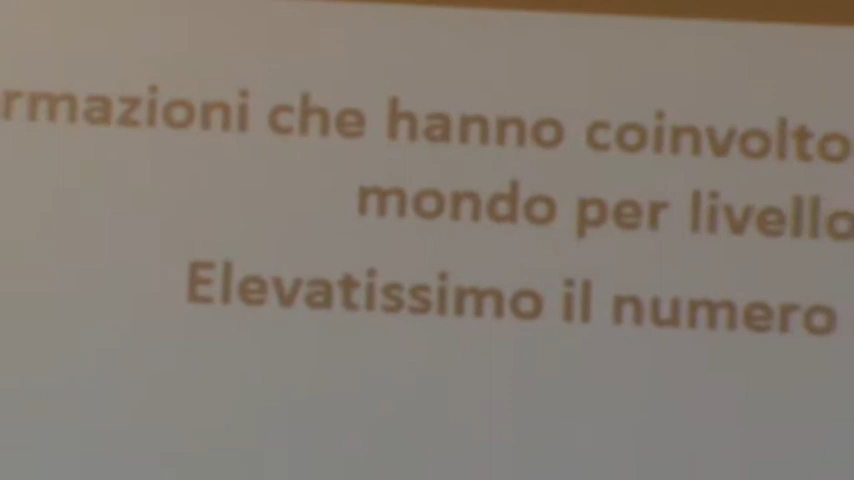 rmazioni che hanno coinvolto
mondo per livello
Elevatissimo il numero